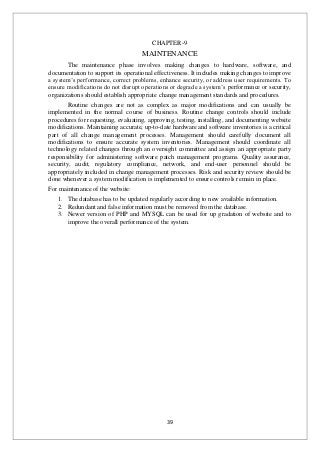 CHAPTER-9
MAINTENANCE
The maintenance phase involves making changes to hardware, software, and
documentation to support its operational effectiveness. It includes making changes to improve
a system's performance, correct problems, enhance security, or address user requirements. To
ensure modifications do not disrupt operations or degrade a system's performance or security,
organizations should establish appropriate change management standards and procedures.
Routine changes are not as complex as major modifications and can usually be
implemented in the normal course of business. Routine change controls should include
procedures for requesting, evaluating, approving, testing, installing, and documenting website
modifications. Maintaining accurate, up-to-date hardware and software inventories is a critical
part of all change management processes. Management should carefully document all
modifications to ensure accurate system inventories. Management should coordinate all
technology related changes through an oversight committee and assign an appropriate party
responsibility for administering software patch management programs. Quality assurance,
security, audit, regulatory compliance, network, and end-user personnel should be
appropriately included in change management processes. Risk and security review should be
done whenever a system modification is implemented to ensure controls remain in place.
For maintenance of the website:
1. The database has to be updated regularly according to new available information.
2. Redundant and false information must be removed from the database.
3. Newer version of PHP and MYSQL can be used for up gradation of website and to
improve the overall performance of the system.
39